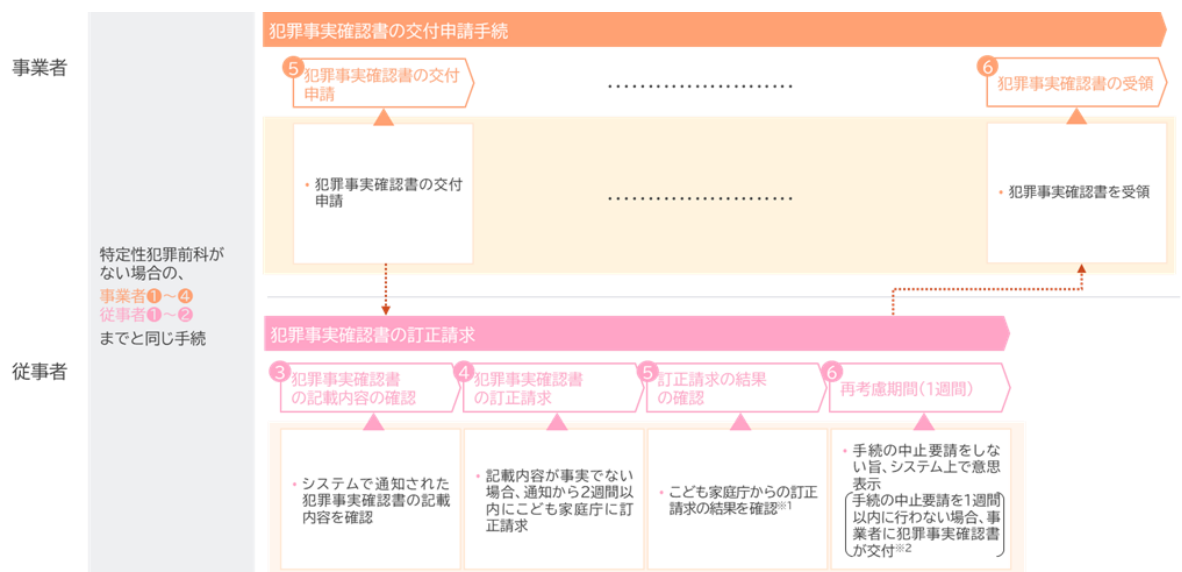 犯罪事実確認書の交付申請手続
事業者
5
犯罪事実確認書の交付
申請
‥‥‥‥‥‥‥‥
6
犯罪事実確認書の受領
・犯罪事実確認書の交付
申請
‥‥‥‥‥‥‥‥
・犯罪事実確認書を受領
特定性犯罪前科が
ない場合の、
事業者❶~❹
従事者❶~❷
までと同じ手続
犯罪事実確認書の訂正請求
従事者
3
犯罪事実確認書
の記載内容の確認
4
犯罪事実確認書
の訂正請求
5
訂正請求の結果
の確認
6
再考慮期間(1週間)
・システムで通知された
犯罪事実確認書の記載
内容を確認
・記載内容が事実でない
場合、通知から2週間以
内にこども家庭庁に訂
正請求
・こども家庭庁からの訂正
請求の結果を確認※1
・手続の中止要請をしな
い旨、システム上で意思
表示
(手続の中止要請を1週間
以内に行わない場合、事
業者に犯罪事実確認書
が交付※2)